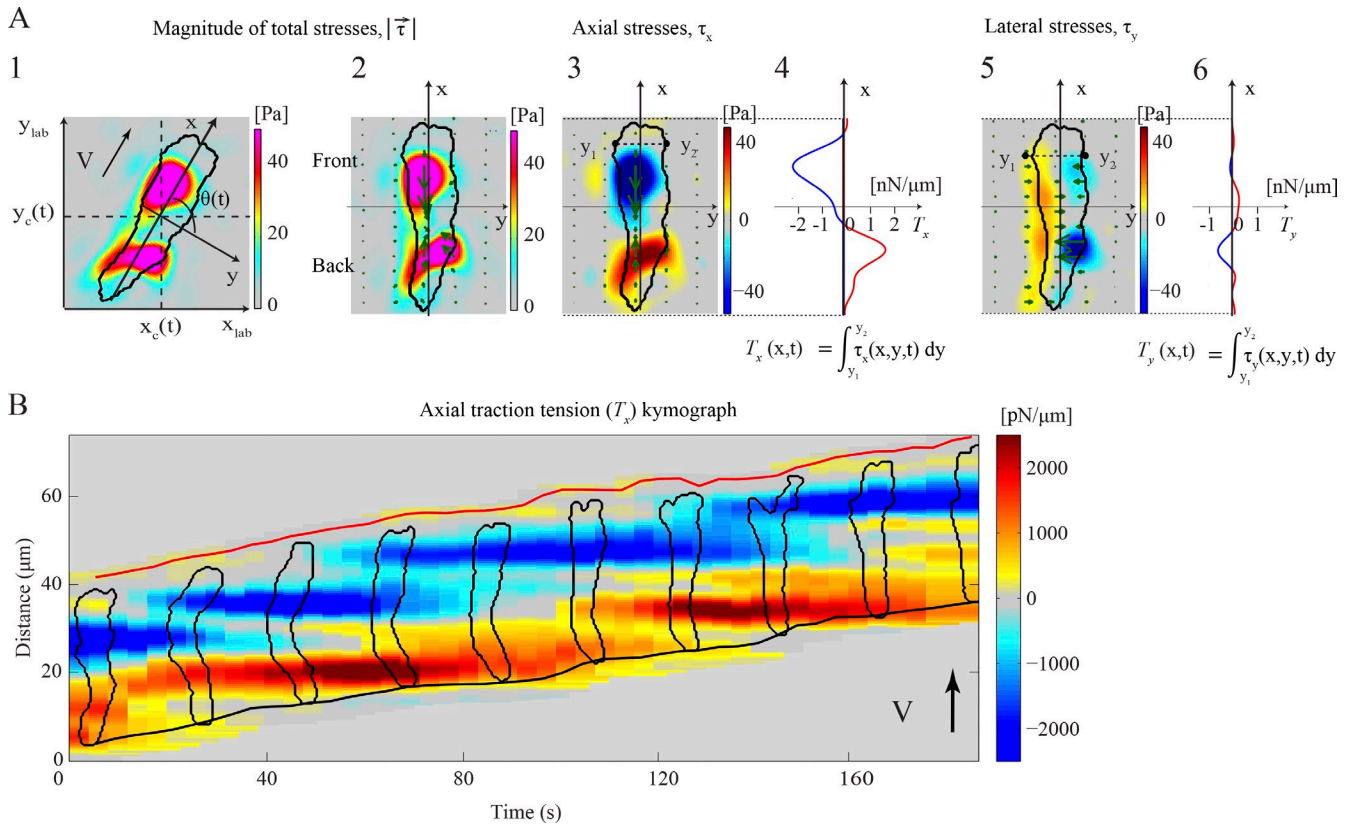 A
Magnitude of total stresses, |τ⃗|
Axial stresses, τx
Lateral stresses, τy
1
2
3
4
5
6
[Pa]
40
20
0
ylab
V
x
θ(t)
yc(t)
y
xc(t)
xlab
x
[Pa]
40
20
0
Front
Back
y
x
[Pa]
40
0
−40
y1
y2
y
x
[nN/μm]
-2 -1 0 1 2
Tx
Tx (x,t) = ∫y1y2 τx(x,y,t) dy
x
[Pa]
40
0
−40
y1
y2
y
x
[nN/μm]
-1 0 1
Ty
Ty (x,t) = ∫y1y2 τy(x,y,t) dy
B
Axial traction tension (Tx) kymograph
[pN/μm]
2000
1000
0
−1000
−2000
Distance (μm)
60
40
20
0
V
0 40 80 120 160
Time (s)